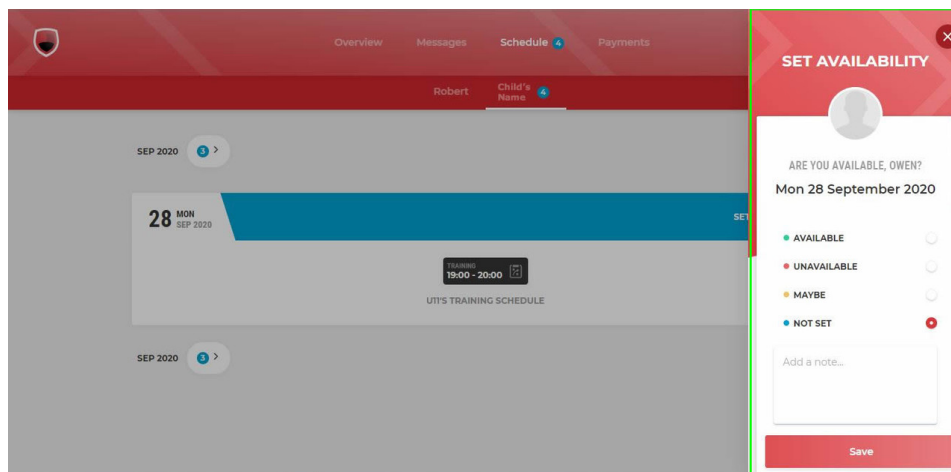 Overview Messages Schedule 4 Payments
Robert Child's Name 4
SEP 2020 3 >
28 MON SEP 2020
SET
TRAINING
19:00 - 20:00
U11'S TRAINING SCHEDULE
SEP 2020 3 >
SET AVAILABILITY
ARE YOU AVAILABLE, OWEN?
Mon 28 September 2020
AVAILABLE
UNAVAILABLE
MAYBE
NOT SET
Add a note...
Save